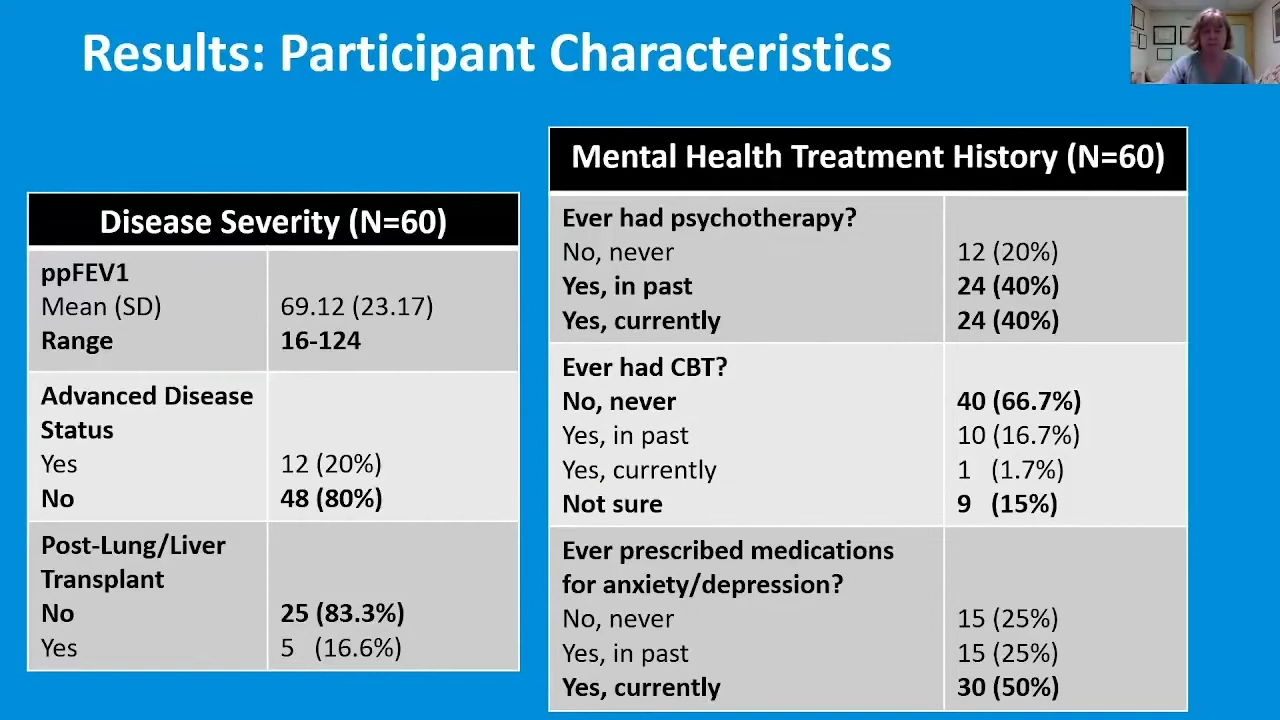 Results: Participant Characteristics
Disease Severity (N=60)
ppFEV1
Mean (SD) 69.12 (23.17)
Range 16-124
Advanced Disease
Status
Yes 12 (20%)
No 48 (80%)
Post-Lung/Liver
Transplant
No 25 (83.3%)
Yes 5 (16.6%)
Mental Health Treatment History (N=60)
Ever had psychotherapy?
No, never 12 (20%)
Yes, in past 24 (40%)
Yes, currently 24 (40%)
Ever had CBT?
No, never 40 (66.7%)
Yes, in past 10 (16.7%)
Yes, currently 1 (1.7%)
Not sure 9 (15%)
Ever prescribed medications
for anxiety/depression?
No, never 15 (25%)
Yes, in past 15 (25%)
Yes, currently 30 (50%)